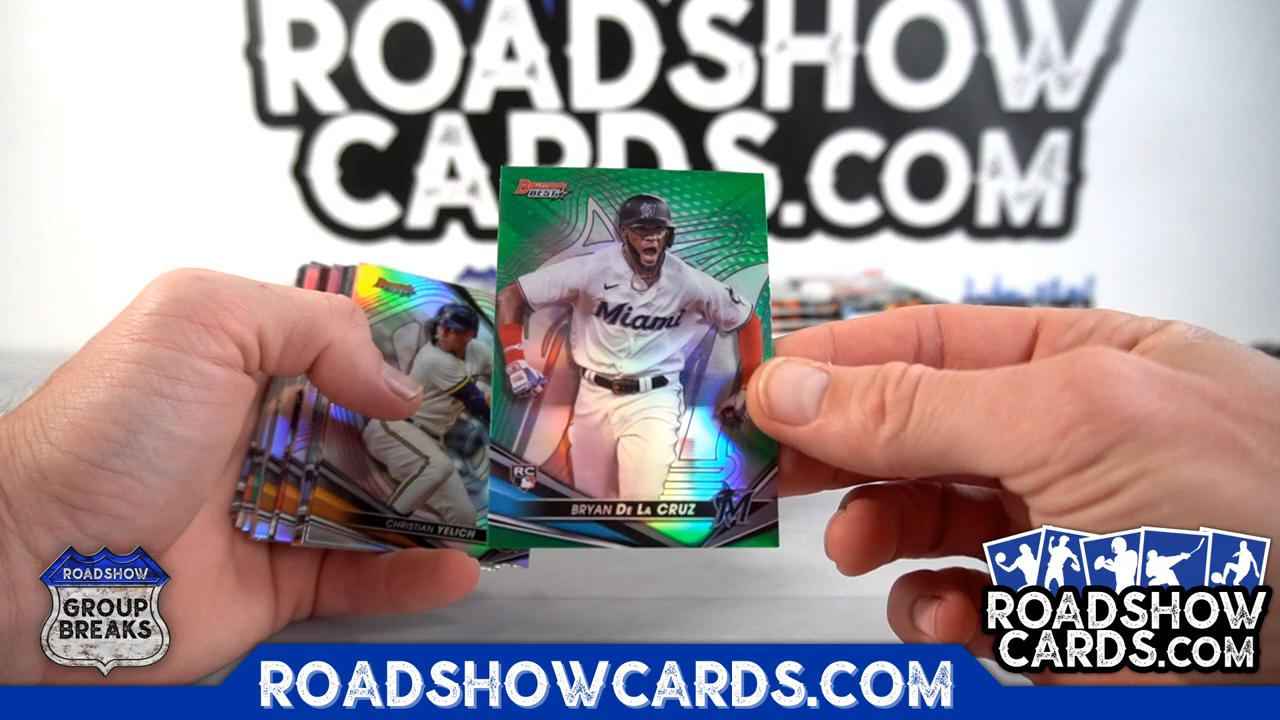 ROADSHOW
CARDS.COM
BOWMAN'S
BEST
Miami
RC
BRYAN DE LA CRUZ
M
CHRISTIAN YELICH
ROADSHOW
GROUP
BREAKS
ROADSHOW
CARDS.COM
ROADSHOWCARDS.COM